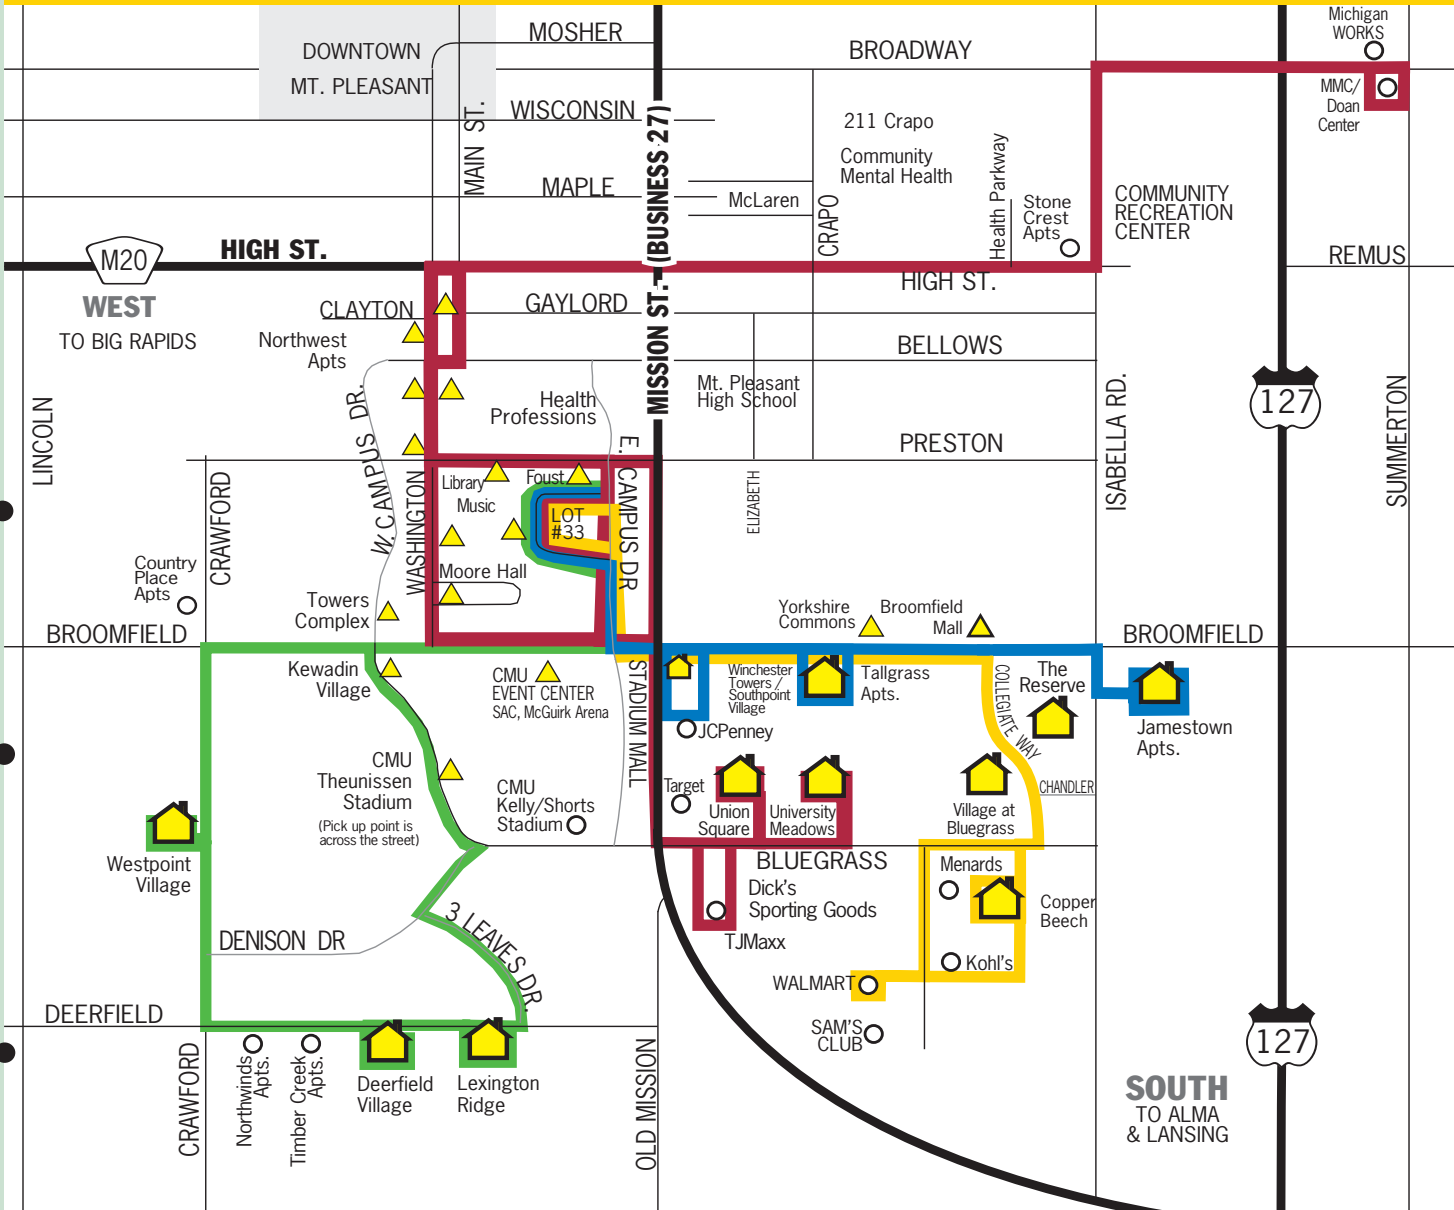 MOSHER
Michigan
WORKS
DOWNTOWN
MT. PLEASANT
BROADWAY
MMC/
Doan
Center
MAIN ST.
WISCONSIN
MISSION ST. (BUSINESS 27)
211 Crapo
Community
Mental Health
Health Parkway
MAPLE
McLaren
CRAPO
Stone
Crest
Apts
COMMUNITY
RECREATION
CENTER
M20
HIGH ST.
REMUS
WEST
TO BIG RAPIDS
HIGH ST.
CLAYTON
GAYLORD
Northwest
Apts
BELLOWS
LINCOLN
W. CAMPUS DR.
Health
Professions
Mt. Pleasant
High School
ISABELLA RD.
127
SUMMERTON
E. CAMPUS DR
PRESTON
CRAWFORD
WASHINGTON
Library
Foust
Music
LOT
#33
ELIZABETH
Country
Place
Apts
Moore Hall
Towers
Complex
Yorkshire
Commons
Broomfield
Mall
BROOMFIELD
BROOMFIELD
Kewadin
Village
CMU
EVENT CENTER
SAC, McGuirk Arena
STADIUM MALL
Winchester
Towers /
Southpoint
Village
Tallgrass
Apts.
COLLEGIATE WAY
The
Reserve
JCPenney
Jamestown
Apts.
CMU
Theunissen
Stadium
(Pick up point is
across the street)
CMU
Kelly/Shorts
Stadium
Target
Union
Square
University
Meadows
Village at
Bluegrass
CHANDLER
Westpoint
Village
BLUEGRASS
Menards
Dick's
Sporting Goods
Copper
Beech
3 LEAVES DR.
DENISON DR
TJMaxx
Kohl's
WALMART
DEERFIELD
SAM'S
CLUB
127
CRAWFORD
Northwinds
Apts.
Timber Creek
Apts.
Deerfield
Village
Lexington
Ridge
OLD MISSION
SOUTH
TO ALMA
& LANSING